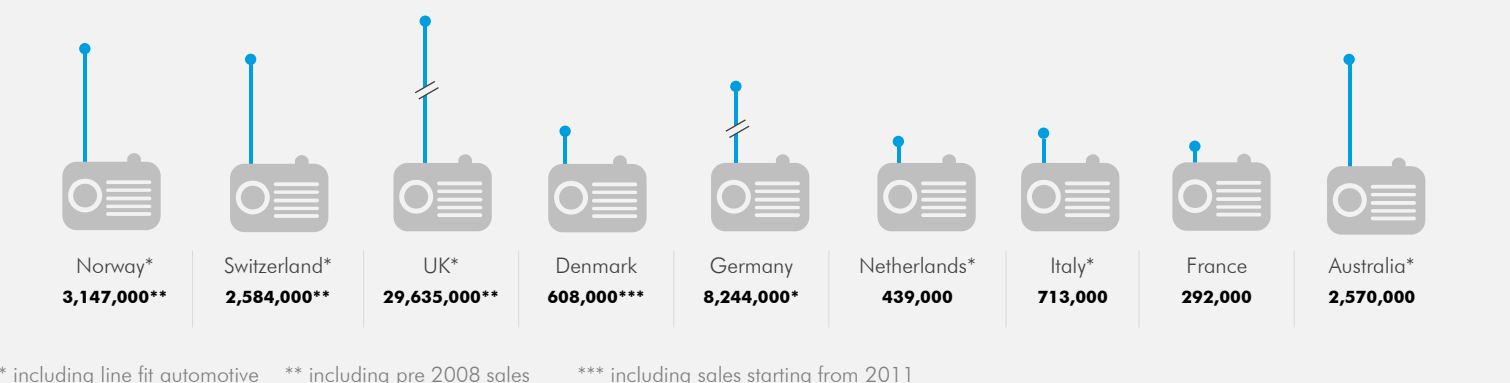 Norway* Switzerland* UK* Denmark Germany Netherlands* Italy* France Australia*
3,147,000** 2,584,000** 29,635,000** 608,000*** 8,244,000* 439,000 713,000 292,000 2,570,000
* including line fit automotive ** including pre 2008 sales *** including sales starting from 2011